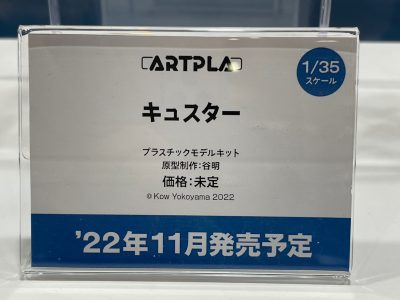 ARTPLA
1/35
スケール
キュスター
プラスチックモデルキット
原型制作：谷明
価格：未定
© Kow Yokoyama 2022
'22年11月発売予定